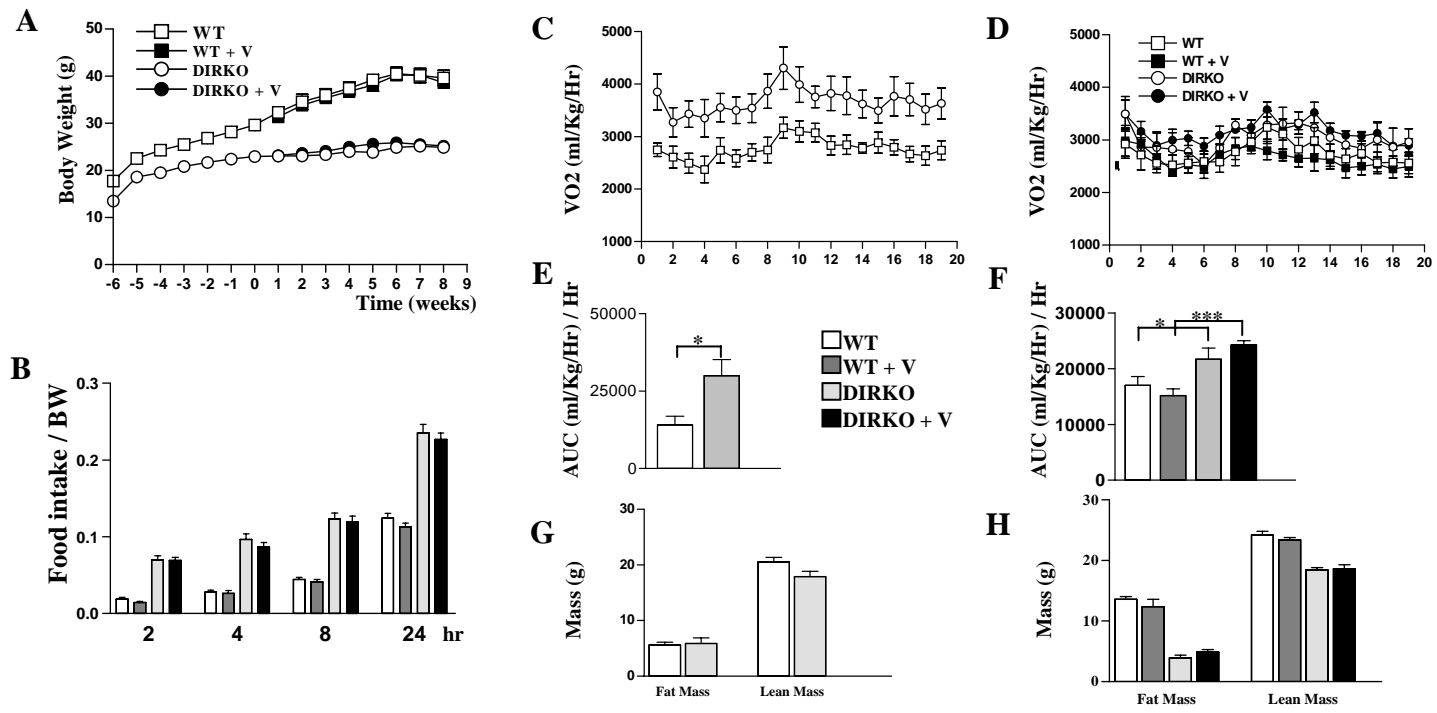 A
50
40
30
20
10
0
Body Weight (g)
WT
WT + V
DIRKO
DIRKO + V
-6 -5 -4 -3 -2 -1 0 1 2 3 4 5 6 7 8 9
Time (weeks)
B
0.3
0.2
0.1
0.0
Food intake / BW
2 4 8 24 hr
C
5000
4000
3000
2000
1000
VO2 (ml/Kg/Hr)
0 2 4 6 8 10 12 14 16 18 20
D
5000
4000
3000
2000
1000
VO2 (ml/Kg/Hr)
WT
WT + V
DIRKO
DIRKO + V
0 2 4 6 8 10 12 14 16 18 20
E
50000
25000
0
AUC (ml/Kg/Hr) / Hr
*
WT
WT + V
DIRKO
DIRKO + V
F
30000
20000
10000
0
AUC (ml/Kg/Hr) / Hr
* ***
G
30
20
10
0
Mass (g)
Fat Mass Lean Mass
H
30
20
10
0
Mass (g)
Fat Mass Lean Mass